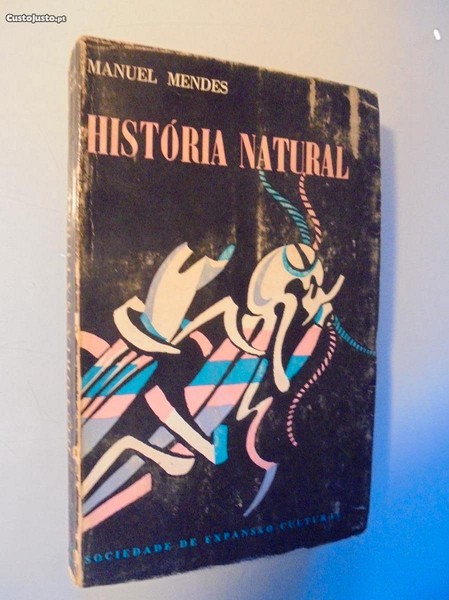 CustoJusto.pt
MANUEL MENDES
HISTÓRIA NATURAL
SOCIEDADE DE EXPANSÃO CULTURAL